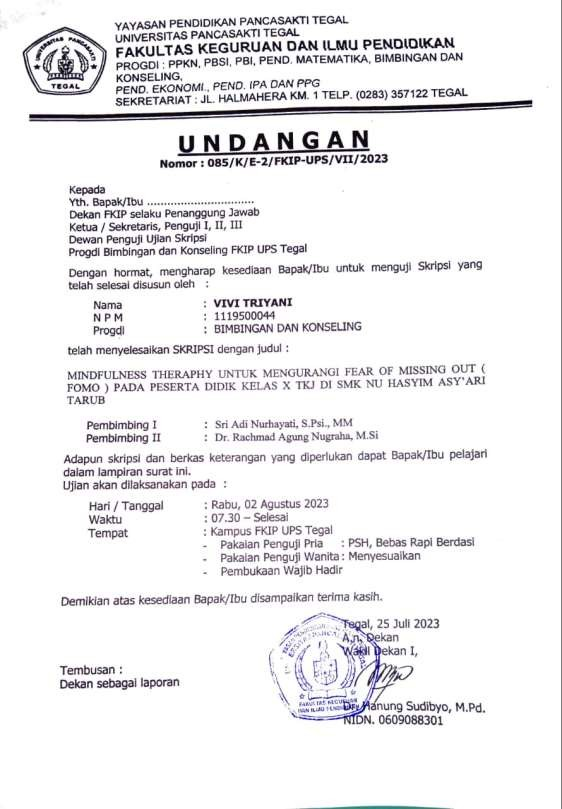 YAYASAN PENDIDIKAN PANCASAKTI TEGAL
UNIVERSITAS PANCASAKTI TEGAL
FAKULTAS KEGURUAN DAN ILMU PENDIDIKAN
PROGDI : PPKN, PBSI, PBI, PEND. MATEMATIKA, BIMBINGAN DAN
KONSELING,
PEND. EKONOMI., PEND. IPA DAN PPG
SEKRETARIAT : JL. HALMAHERA KM. 1 TELP. (0283) 357122 TEGAL
UNIVERSITAS PANCASAKTI
TEGAL
UNDANGAN
Nomor : 085/K/E-2/FKIP-UPS/VII/2023
Kepada
Yth. Bapak/Ibu ................................
Dekan FKIP selaku Penanggung Jawab
Ketua / Sekretaris, Penguji I, II, III
Dewan Penguji Ujian Skripsi
Progdi Bimbingan dan Konseling FKIP UPS Tegal
Dengan hormat, mengharap kesediaan Bapak/Ibu untuk menguji Skripsi yang
telah selesai disusun oleh :
Nama : VIVI TRIYANI
N P M : 1119500044
Progdi : BIMBINGAN DAN KONSELING
telah menyelesaikan SKRIPSI dengan judul :
MINDFULNESS THERAPHY UNTUK MENGURANGI FEAR OF MISSING OUT (
FOMO ) PADA PESERTA DIDIK KELAS X TKJ DI SMK NU HASYIM ASY'ARI
TARUB
Pembimbing I : Sri Adi Nurhayati, S.Psi., MM
Pembimbing II : Dr. Rachmad Agung Nugraha, M.Si
Adapun skripsi dan berkas keterangan yang diperlukan dapat Bapak/Ibu pelajari
dalam lampiran surat ini.
Ujian akan dilaksanakan pada :
Hari / Tanggal : Rabu, 02 Agustus 2023
Waktu : 07.30 – Selesai
Tempat : Kampus FKIP UPS Tegal
- Pakaian Penguji Pria : PSH, Bebas Rapi Berdasi
- Pakaian Penguji Wanita : Menyesuaikan
- Pembukaan Wajib Hadir
Demikian atas kesediaan Bapak/Ibu disampaikan terima kasih.
Tegal, 25 Juli 2023
A.n. Dekan
Wakil Dekan I,
Tembusan :
Dekan sebagai laporan
FAKULTAS KEGURUAN
DAN ILMU PENDIDIKAN
Dr. Hanung Sudibyo, M.Pd.
NIDN. 0609088301